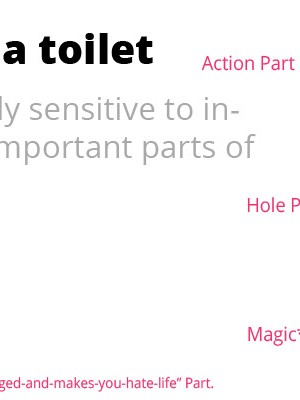 a toilet
Action Part
ly sensitive to in-
mportant parts of
Hole P
Magic*
ged-and-makes-you-hate-life” Part.